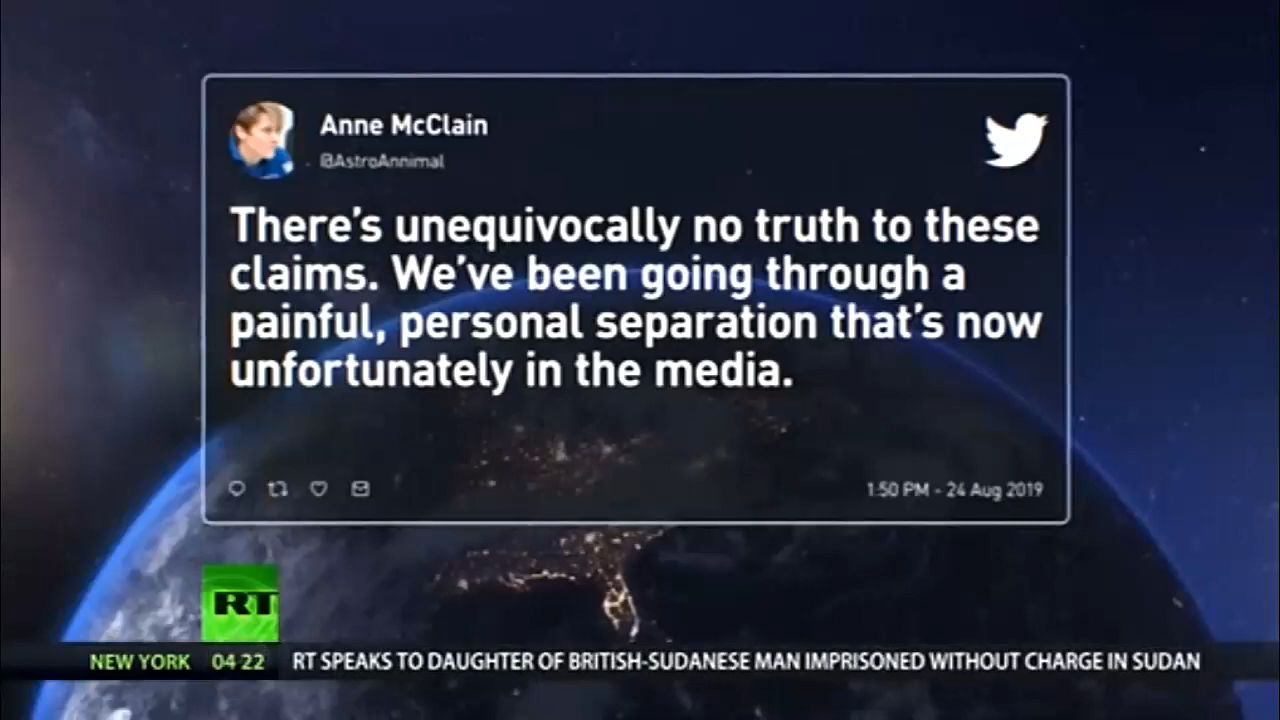 Anne McClain
@AstroAnnimal
There's unequivocally no truth to these
claims. We've been going through a
painful, personal separation that's now
unfortunately in the media.
1:50 PM - 24 Aug 2019
RT
NEW YORK 04:22 RT SPEAKS TO DAUGHTER OF BRITISH-SUDANESE MAN IMPRISONED WITHOUT CHARGE IN SUDAN